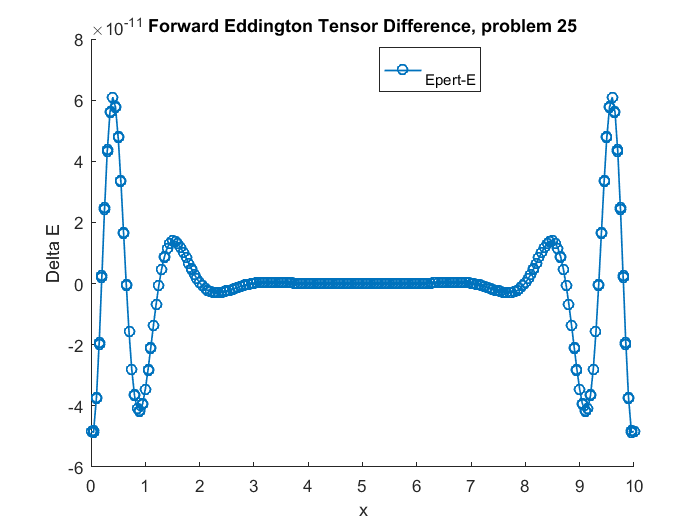 ×10⁻¹¹ Forward Eddington Tensor Difference, problem 25
8
6
4
2
0
-2
-4
-6
Delta E
Epert-E
0 1 2 3 4 5 6 7 8 9 10
x